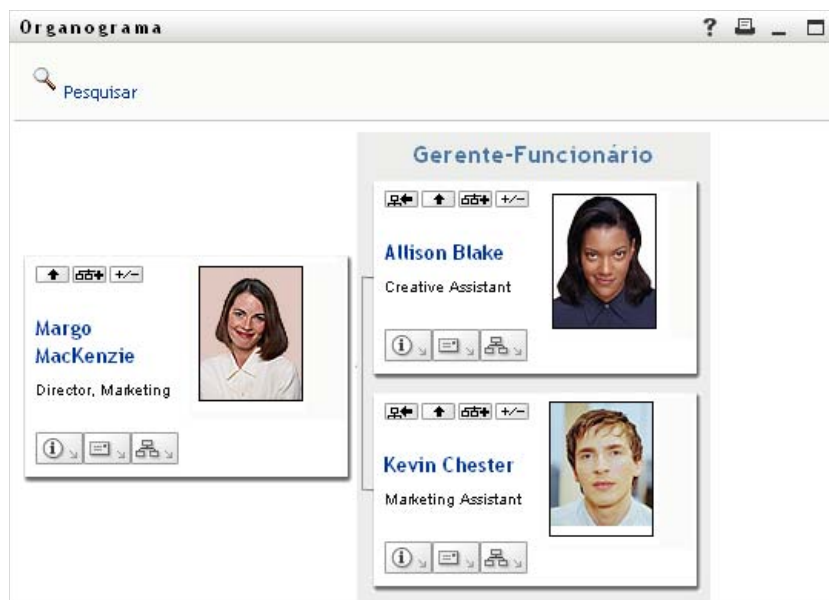 Organograma
Pesquisar
Gerente-Funcionário
Margo
MacKenzie
Director, Marketing
Allison Blake
Creative Assistant
Kevin Chester
Marketing Assistant